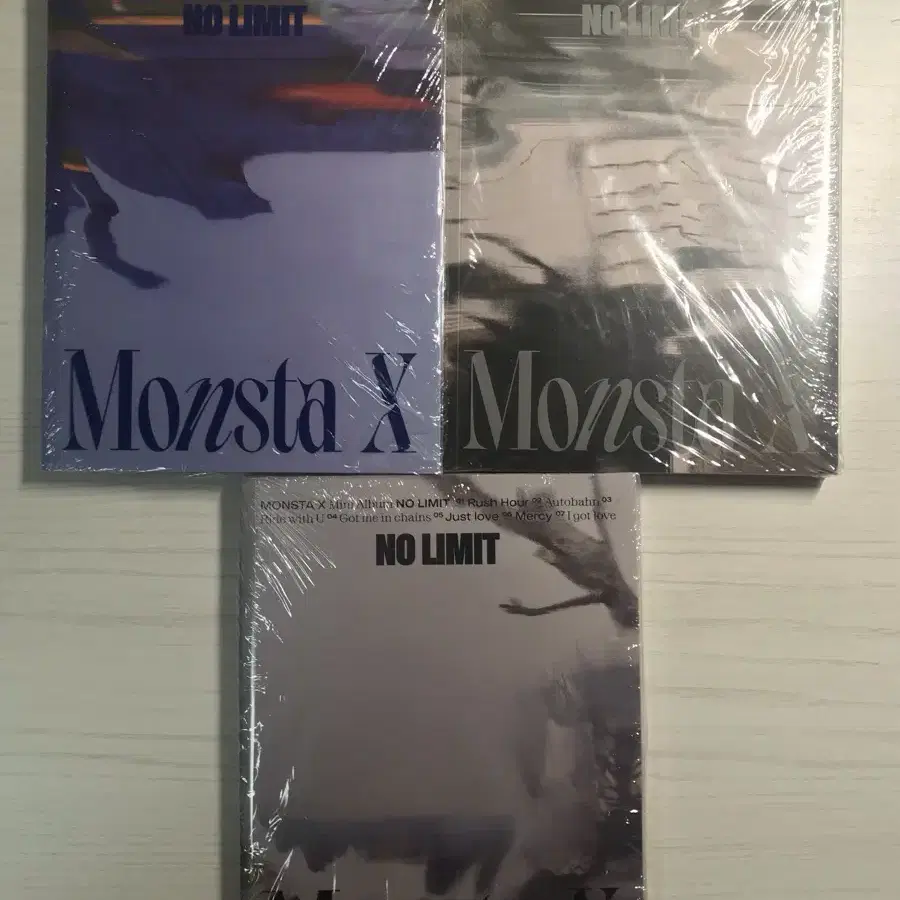 NO LIMIT
Monsta X
NO LIMIT
Monsta X
MONSTA X Mini Album NO LIMIT 01 Rush Hour 02 Autobahn 03
Ride with U 04 Got me in chains 05 Just love 06 Mercy 07 I got love
NO LIMIT
Monsta X